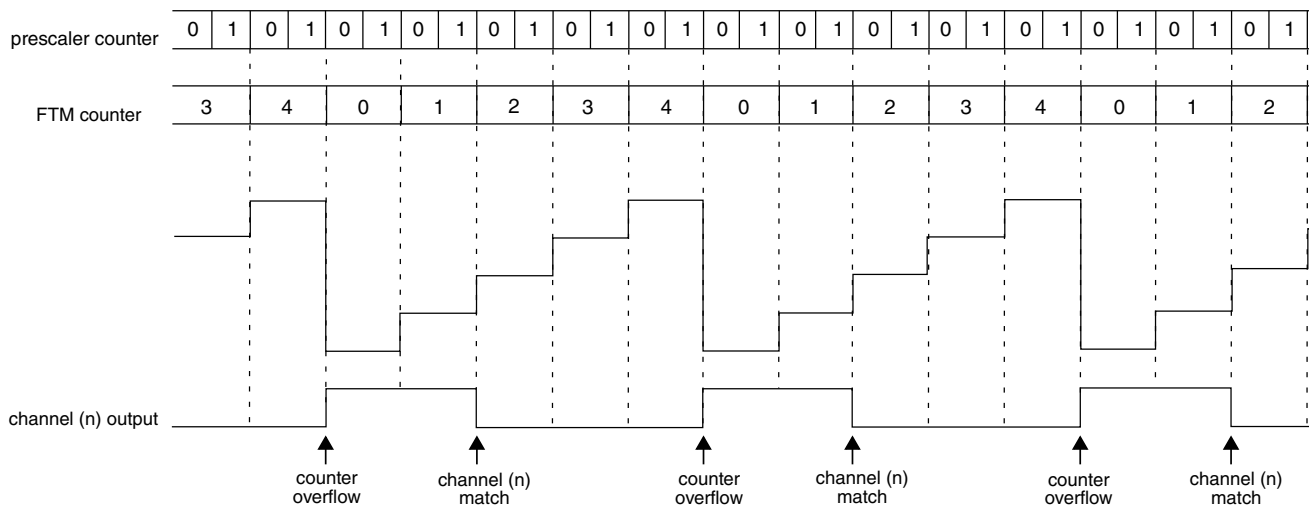 prescaler counter 0 1 0 1 0 1 0 1 0 1 0 1 0 1 0 1 0 1 0 1 0 1 0 1 0 1 0 1 0 1
FTM counter 3 4 0 1 2 3 4 0 1 2 3 4 0 1 2
channel (n) output
counter overflow
channel (n) match
counter overflow
channel (n) match
counter overflow
channel (n) match